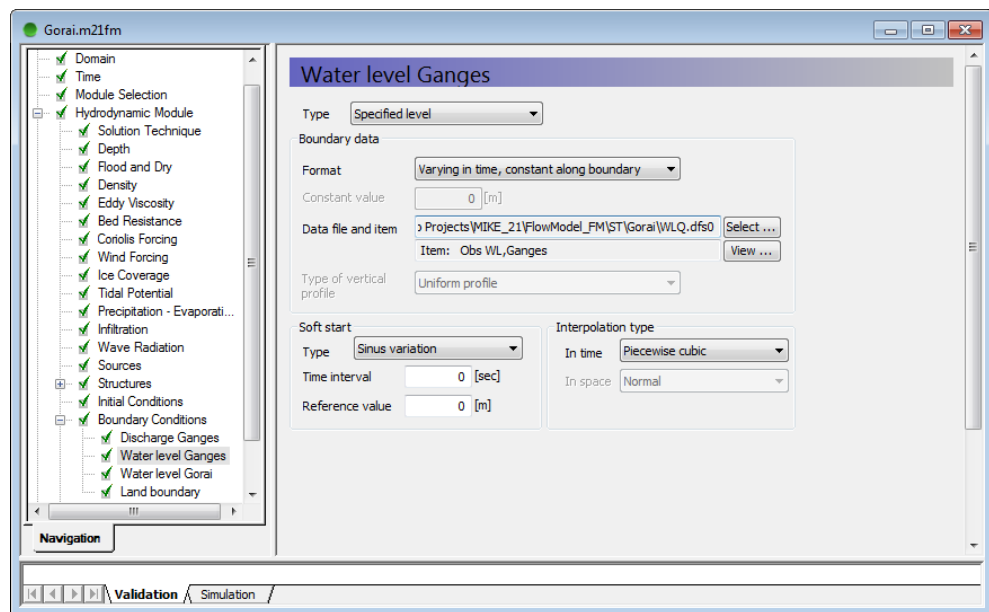 Gorai.m21fm
Domain
Time
Module Selection
Hydrodynamic Module
Solution Technique
Depth
Flood and Dry
Density
Eddy Viscosity
Bed Resistance
Coriolis Forcing
Wind Forcing
Ice Coverage
Tidal Potential
Precipitation - Evaporati...
Infiltration
Wave Radiation
Sources
Structures
Initial Conditions
Boundary Conditions
Discharge Ganges
Water level Ganges
Water level Gorai
Land boundary
Navigation
Water level Ganges
Type Specified level
Boundary data
Format Varying in time, constant along boundary
Constant value 0 [m]
Data file and item Projects\MIKE_21\FlowModel_FM\ST\Gorai\WLQ.dfs0 Select ...
Item: Obs WL,Ganges View ...
Type of vertical
profile
Uniform profile
Soft start
Type Sinus variation
Time interval 0 [sec]
Reference value 0 [m]
Interpolation type
In time Piecewise cubic
In space Normal
Validation Simulation